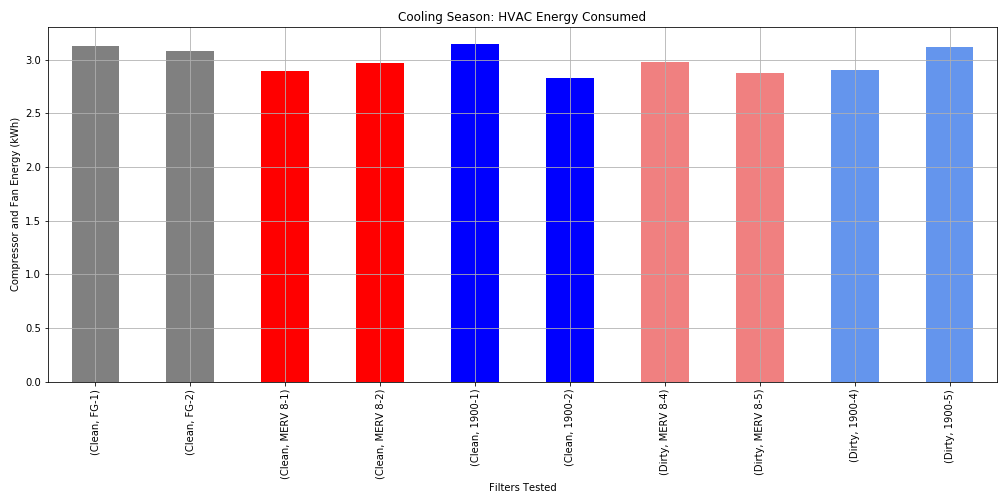 Cooling Season: HVAC Energy Consumed
Compressor and Fan Energy (kWh)
3.0
2.5
2.0
1.5
1.0
0.5
0.0
(Clean, FG-1)
(Clean, FG-2)
(Clean, MERV 8-1)
(Clean, MERV 8-2)
(Clean, 1900-1)
(Clean, 1900-2)
(Dirty, MERV 8-4)
(Dirty, MERV 8-5)
(Dirty, 1900-4)
(Dirty, 1900-5)
Filters Tested